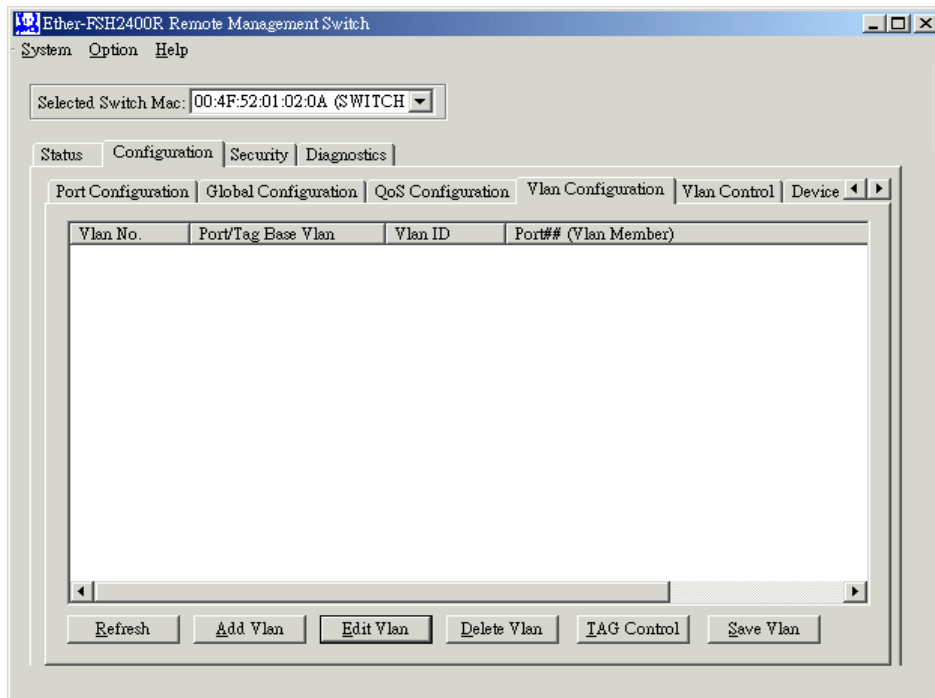 Ether-FSH2400R Remote Management Switch
System Option Help
Selected Switch Mac: 00:4F:52:01:02:0A (SWITCH
Status Configuration Security Diagnostics
Port Configuration Global Configuration QoS Configuration Vlan Configuration Vlan Control Device
Vlan No. Port/Tag Base Vlan Vlan ID Port## (Vlan Member)
Refresh Add Vlan Edit Vlan Delete Vlan TAG Control Save Vlan